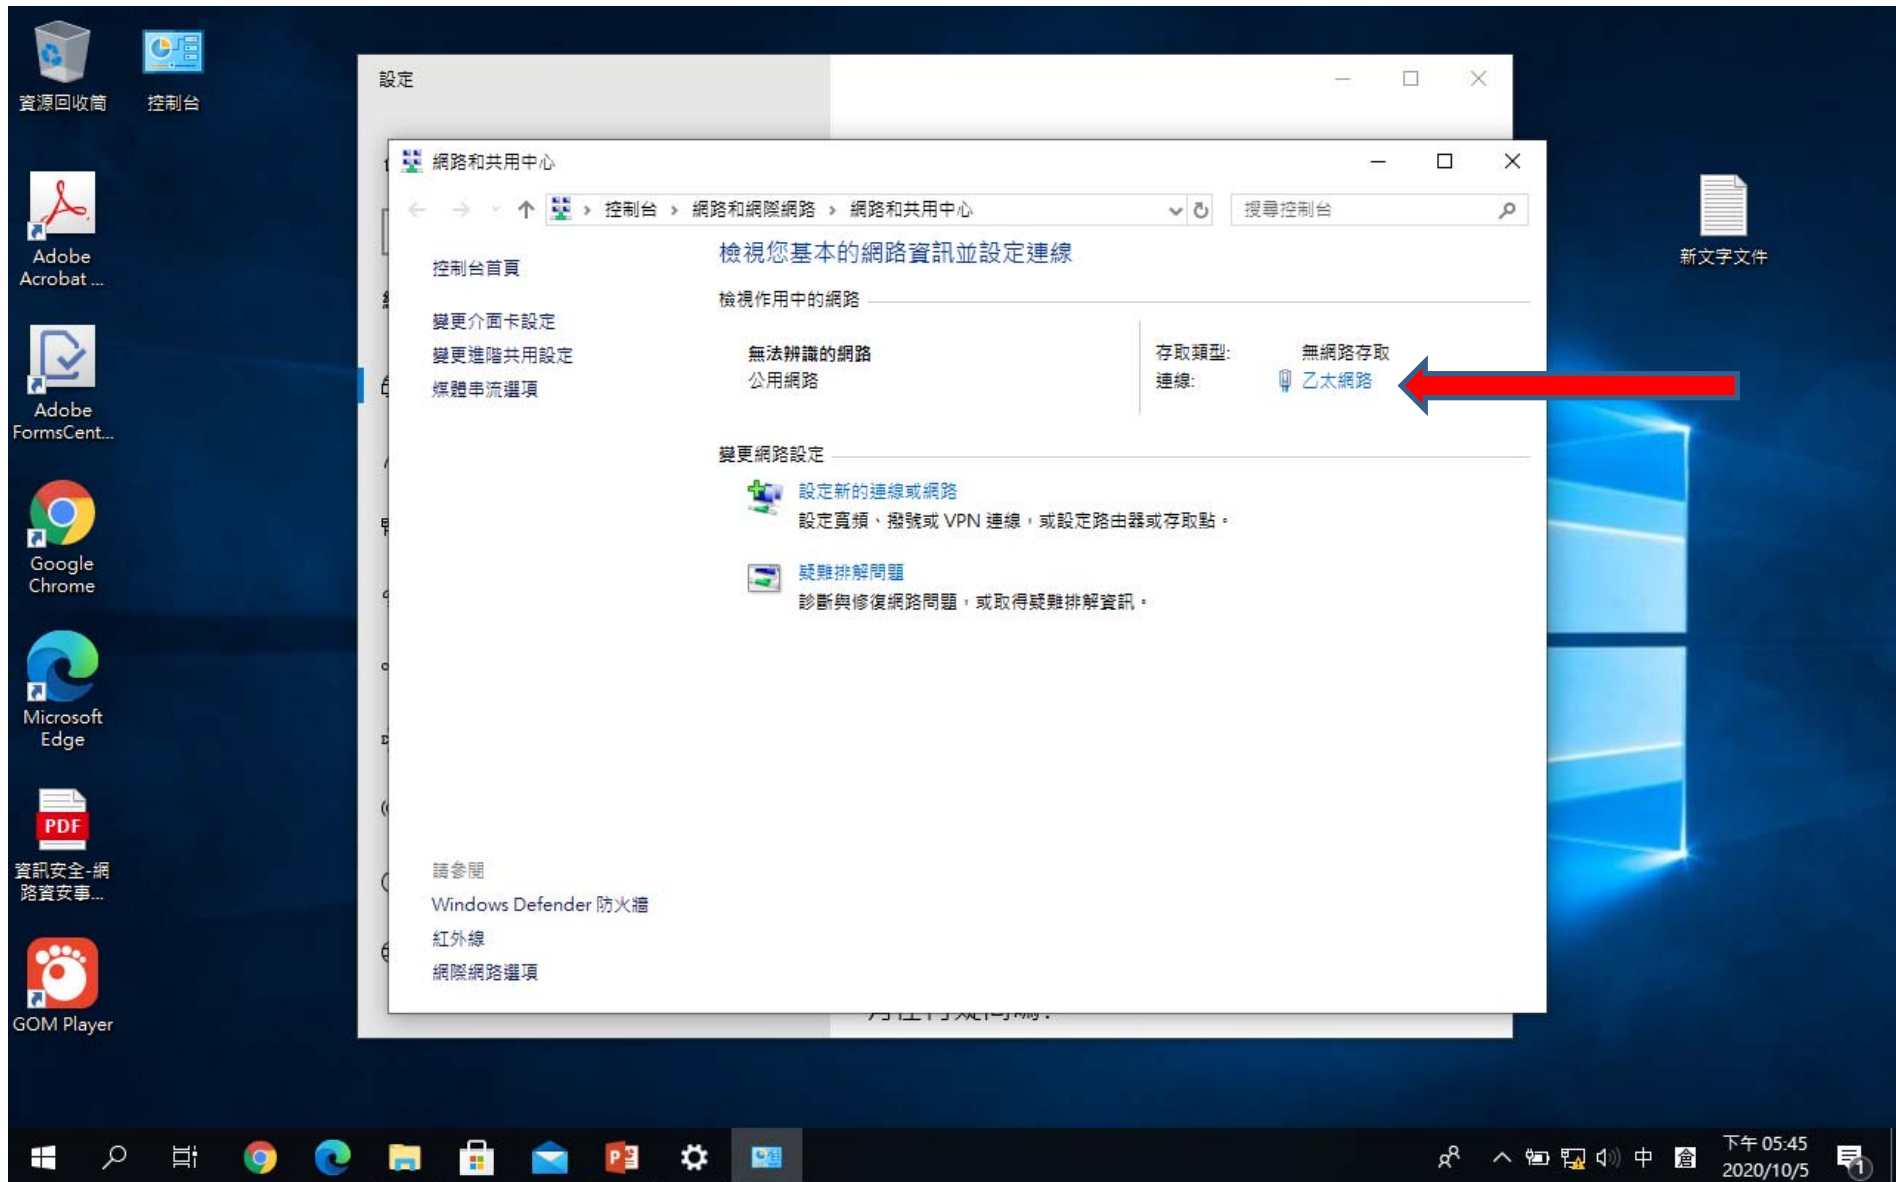 資源回收筒
控制台
Adobe
Acrobat ...
Adobe
FormsCent...
Google
Chrome
Microsoft
Edge
PDF
資訊安全-網
路資安事...
GOM Player
新文字文件
設定
網路和共用中心
控制台 › 網路和網際網路 › 網路和共用中心
搜尋控制台
控制台首頁
變更介面卡設定
變更進階共用設定
媒體串流選項
檢視您基本的網路資訊並設定連線
檢視作用中的網路
無法辨識的網路
公用網路
存取類型: 無網路存取
連線: 乙太網路
變更網路設定
設定新的連線或網路
設定寬頻、撥號或 VPN 連線，或設定路由器或存取點。
疑難排解問題
診斷與修復網路問題，或取得疑難排解資訊。
請參閱
Windows Defender 防火牆
紅外線
網際網路選項
中
倉
下午 05:45
2020/10/5
1